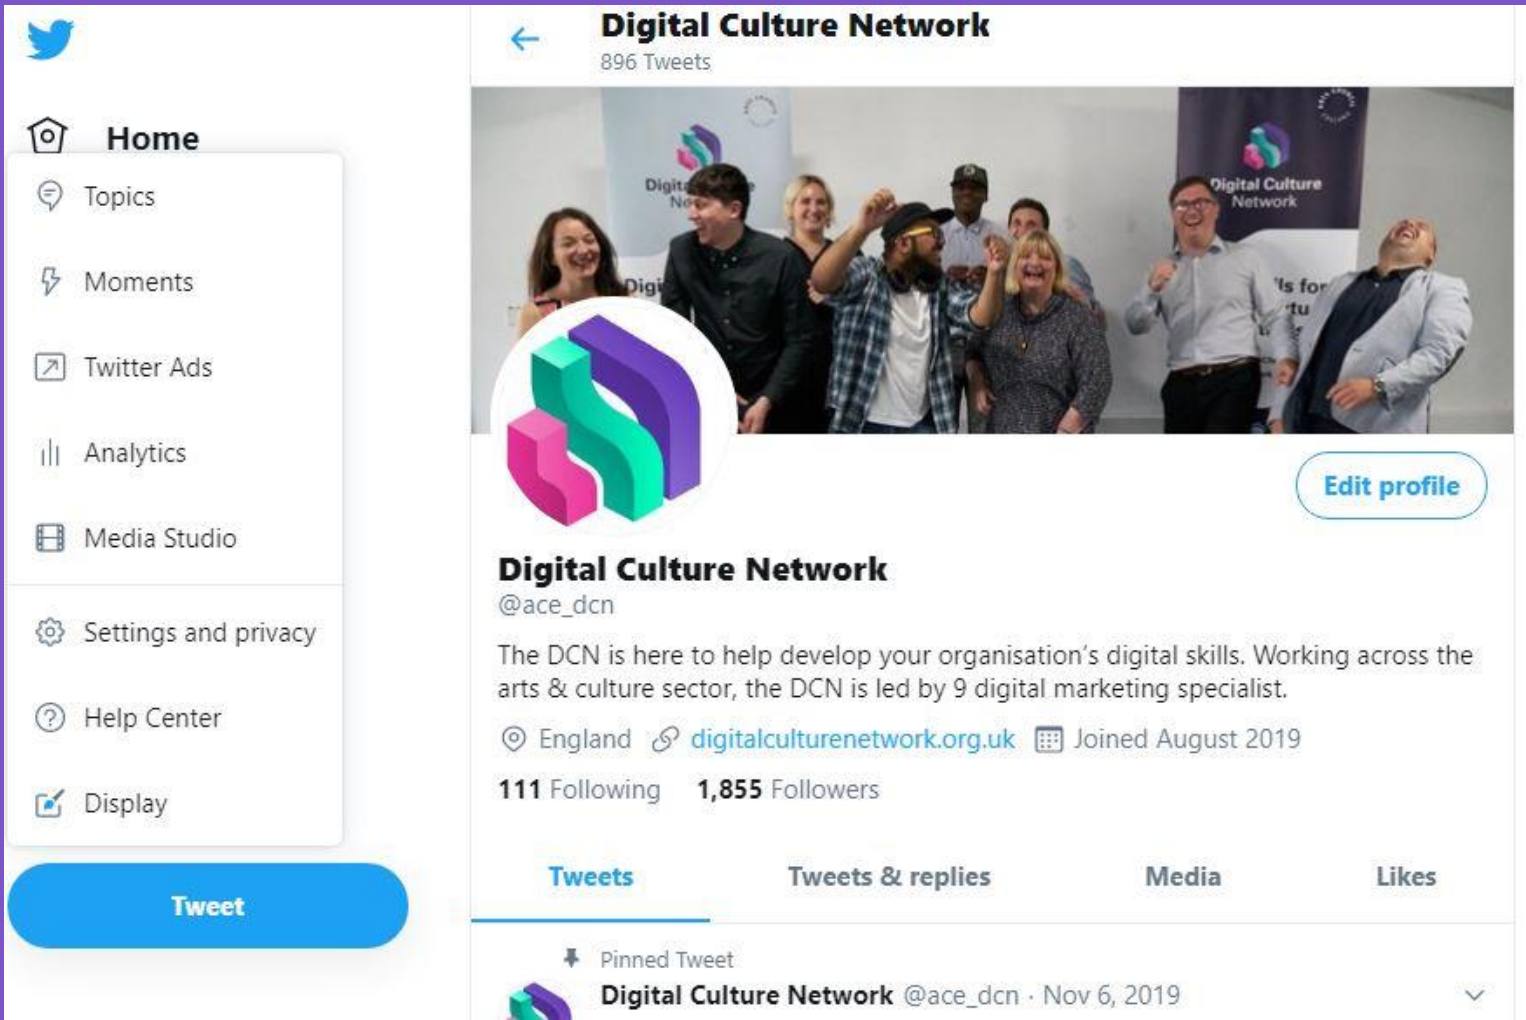 Digital Culture Network
896 Tweets
Home
Topics
Moments
Twitter Ads
Analytics
Media Studio
Settings and privacy
Help Center
Display
Tweet
Digital Culture
Network
Digital Culture Network
@ace_dcn
Edit profile
The DCN is here to help develop your organisation's digital skills. Working across the
arts & culture sector, the DCN is led by 9 digital marketing specialist.
England digitalculturenetwork.org.uk Joined August 2019
111 Following 1,855 Followers
Tweets Tweets & replies Media Likes
Pinned Tweet
Digital Culture Network @ace_dcn · Nov 6, 2019